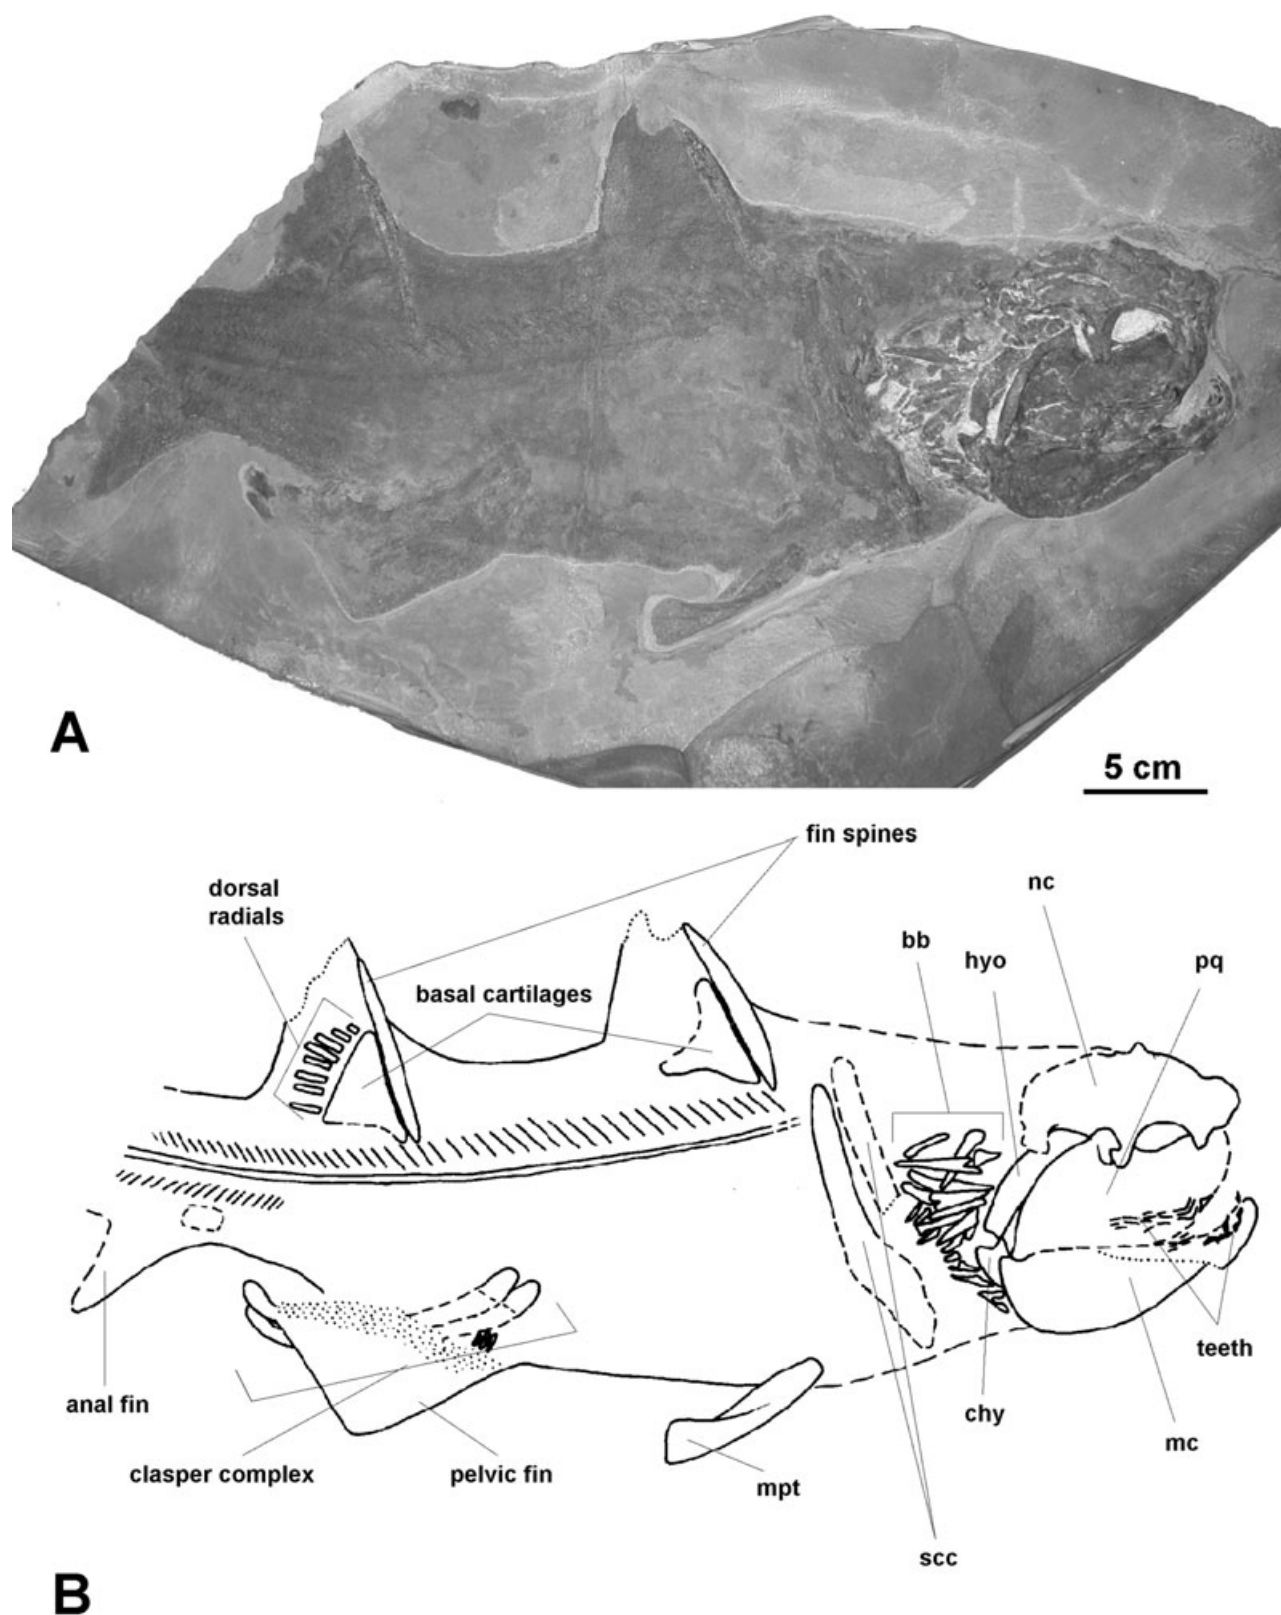 A
5 cm
fin spines
dorsal
radials
nc
bb
hyo
pq
basal cartilages
teeth
anal fin
chy
mc
clasper complex
pelvic fin
mpt
scc
B